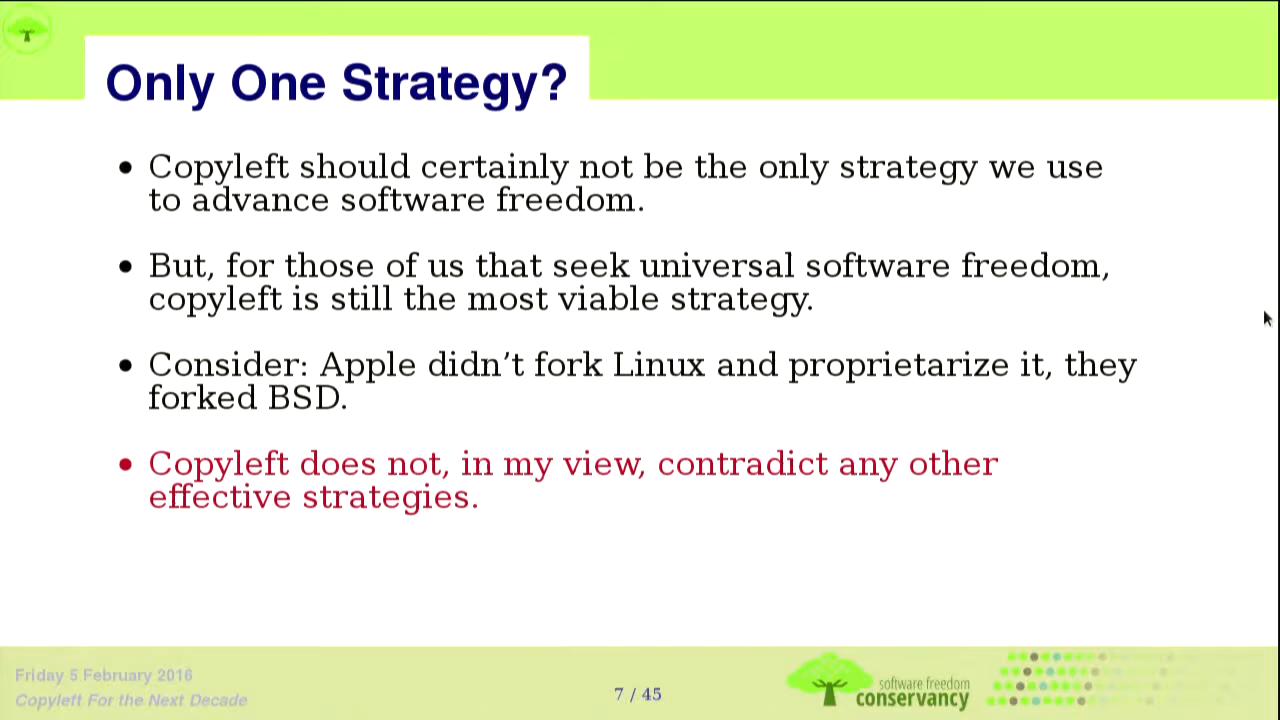 Only One Strategy?
• Copyleft should certainly not be the only strategy we use
to advance software freedom.
• But, for those of us that seek universal software freedom,
copyleft is still the most viable strategy.
• Consider: Apple didn’t fork Linux and proprietarize it, they
forked BSD.
• Copyleft does not, in my view, contradict any other
effective strategies.
Friday 5 February 2016
Copyleft For the Next Decade
7 / 45
software freedom
conservancy